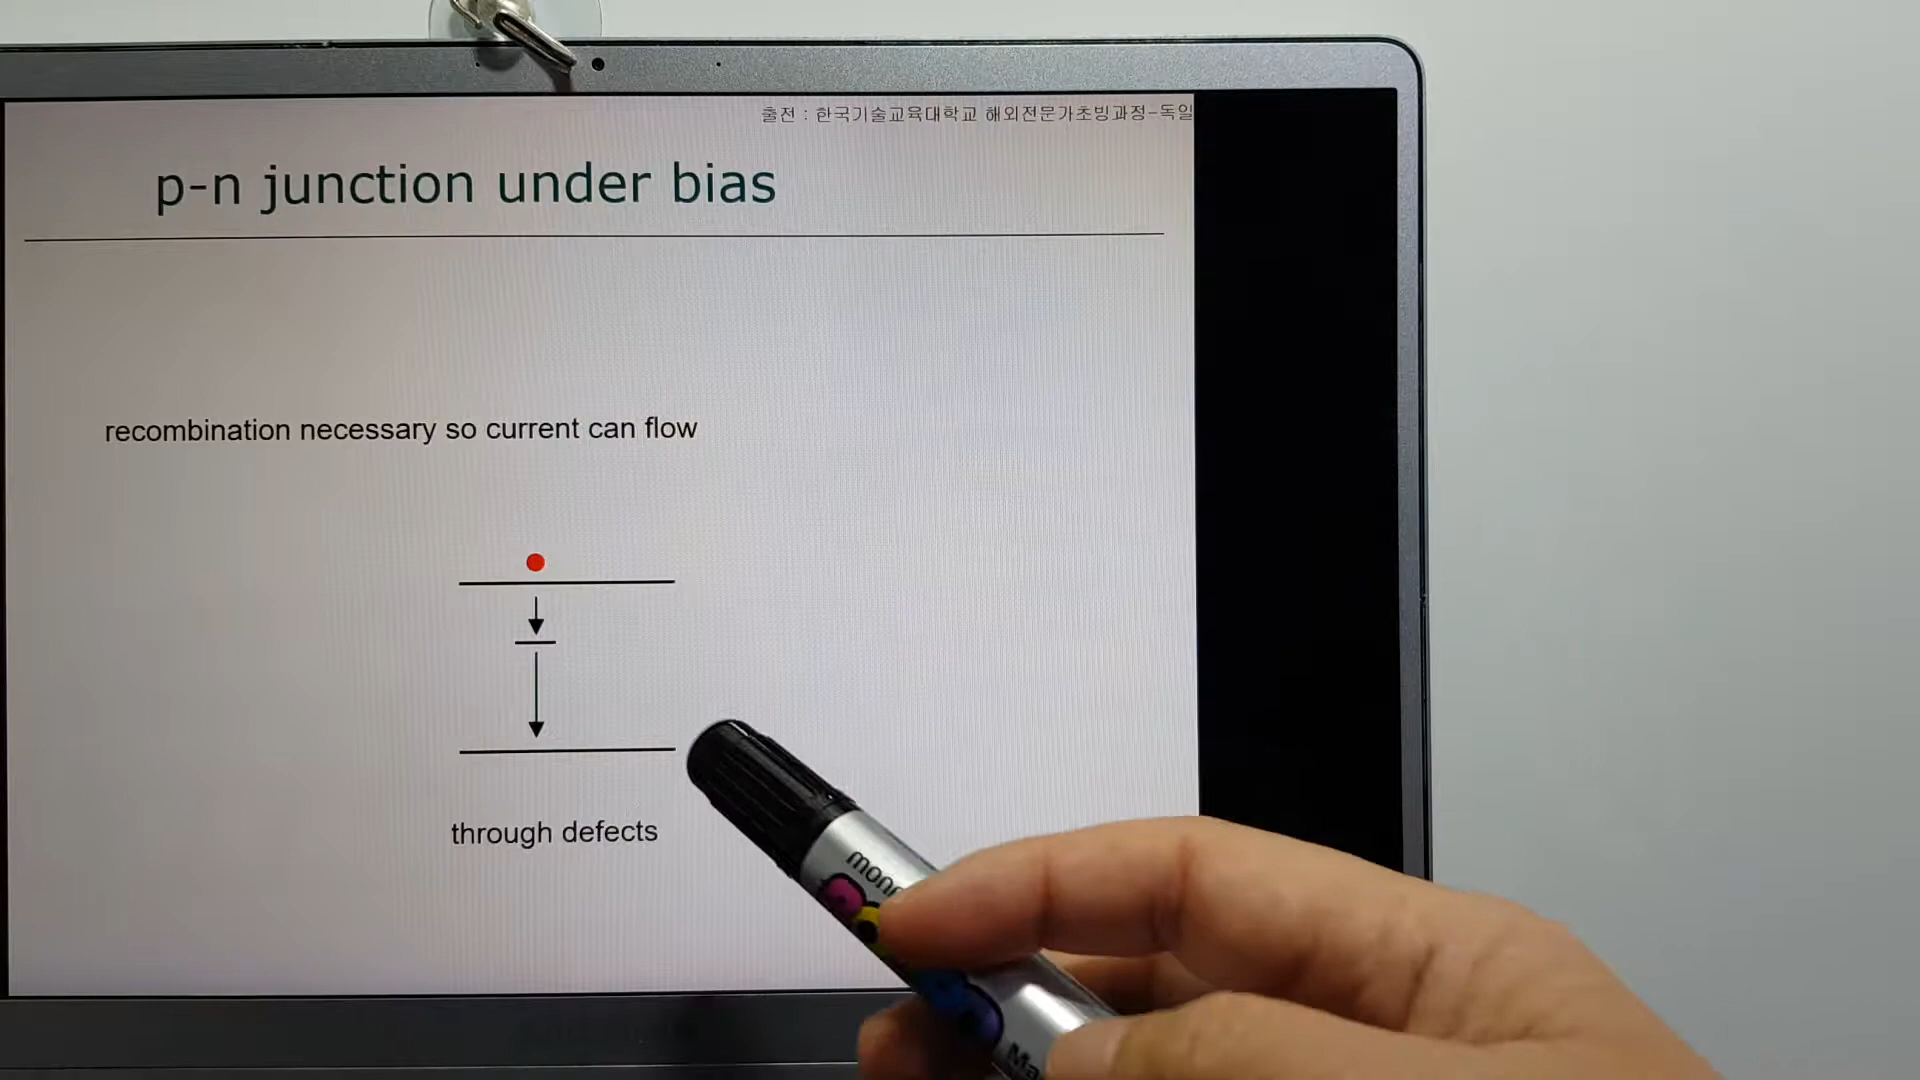 출전 : 한국기술교육대학교 해외전문가초빙과정-독일
p-n junction under bias
recombination necessary so current can flow
through defects